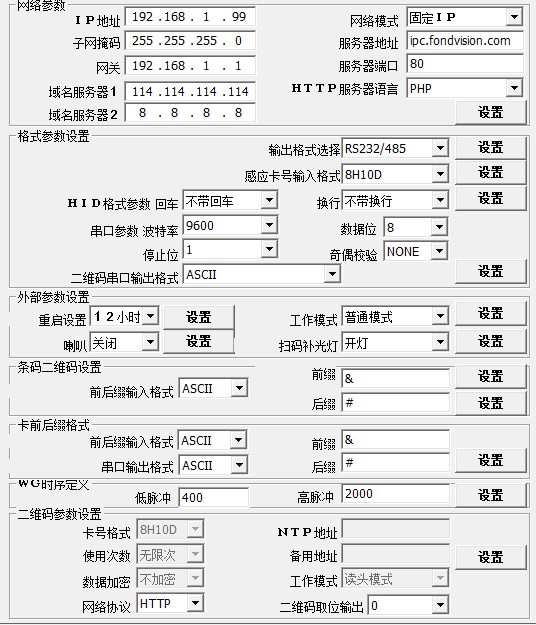 网络参数
IP地址 192 . 168 . 1 . 99 网络模式 固定IP
子网掩码 255 . 255 . 255 . 0 服务器地址 ipc.fondvision.com
网关 192 . 168 . 1 . 1 服务器端口 80
域名服务器1 114 . 114 . 114 . 114 HTTP服务器语言 PHP
域名服务器2 8 . 8 . 8 . 8 设置
格式参数设置
输出格式选择 RS232/485 设置
感应卡号输入格式 8H10D 设置
HID格式参数 回车 不带回车 换行 不带换行 设置
串口参数 波特率 9600 数据位 8
停止位 1 奇偶校验 NONE
二维码串口输出格式 ASCII 设置
外部参数设置
重启设置 12小时 设置 工作模式 普通模式 设置
喇叭 关闭 设置 扫码补光灯 开灯 设置
条码二维码设置
前后缀输入格式 ASCII 前缀 &
后缀 # 设置
卡前后缀格式
前后缀输入格式 ASCII 前缀 &
串口输出格式 ASCII 后缀 # 设置
WG时序定义
低脉冲 400 高脉冲 2000 设置
二维码参数设置
卡号格式 8H10D NTP地址
使用次数 无限次 备用地址 设置
数据加密 不加密 工作模式 读头模式
网络协议 HTTP 二维码取位输出 0